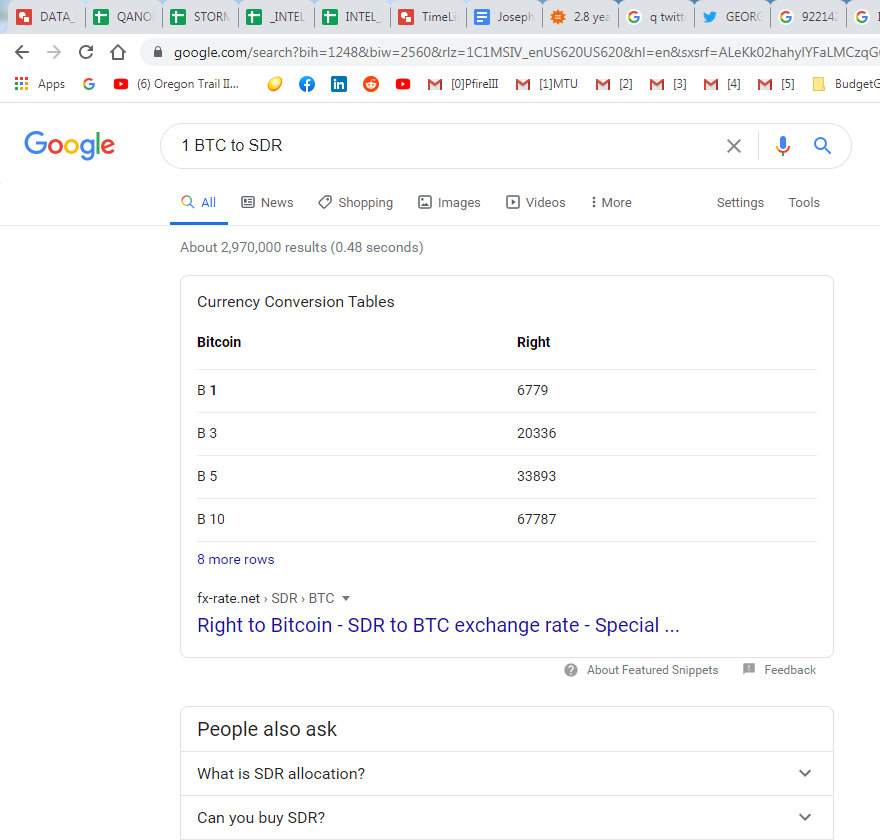 DATA_ QANO STORM _INTEL INTEL_ TimeLi Joseph 2.8 yea q twitt GEORG 92214
google.com/search?bih=1248&biw=2560&rlz=1C1MSIV_enUS620US620&hl=en&sxsrf=ALeKk02hahylYFaLMCzqG
Apps (6) Oregon Trail II... [0]PfireIII [1]MTU [2] [3] [4] [5] BudgetG
Google 1 BTC to SDR
All News Shopping Images Videos More Settings Tools
About 2,970,000 results (0.48 seconds)
Currency Conversion Tables
Bitcoin Right
B 1 6779
B 3 20336
B 5 33893
B 10 67787
8 more rows
fx-rate.net › SDR › BTC
Right to Bitcoin - SDR to BTC exchange rate - Special ...
About Featured Snippets Feedback
People also ask
What is SDR allocation?
Can you buy SDR?